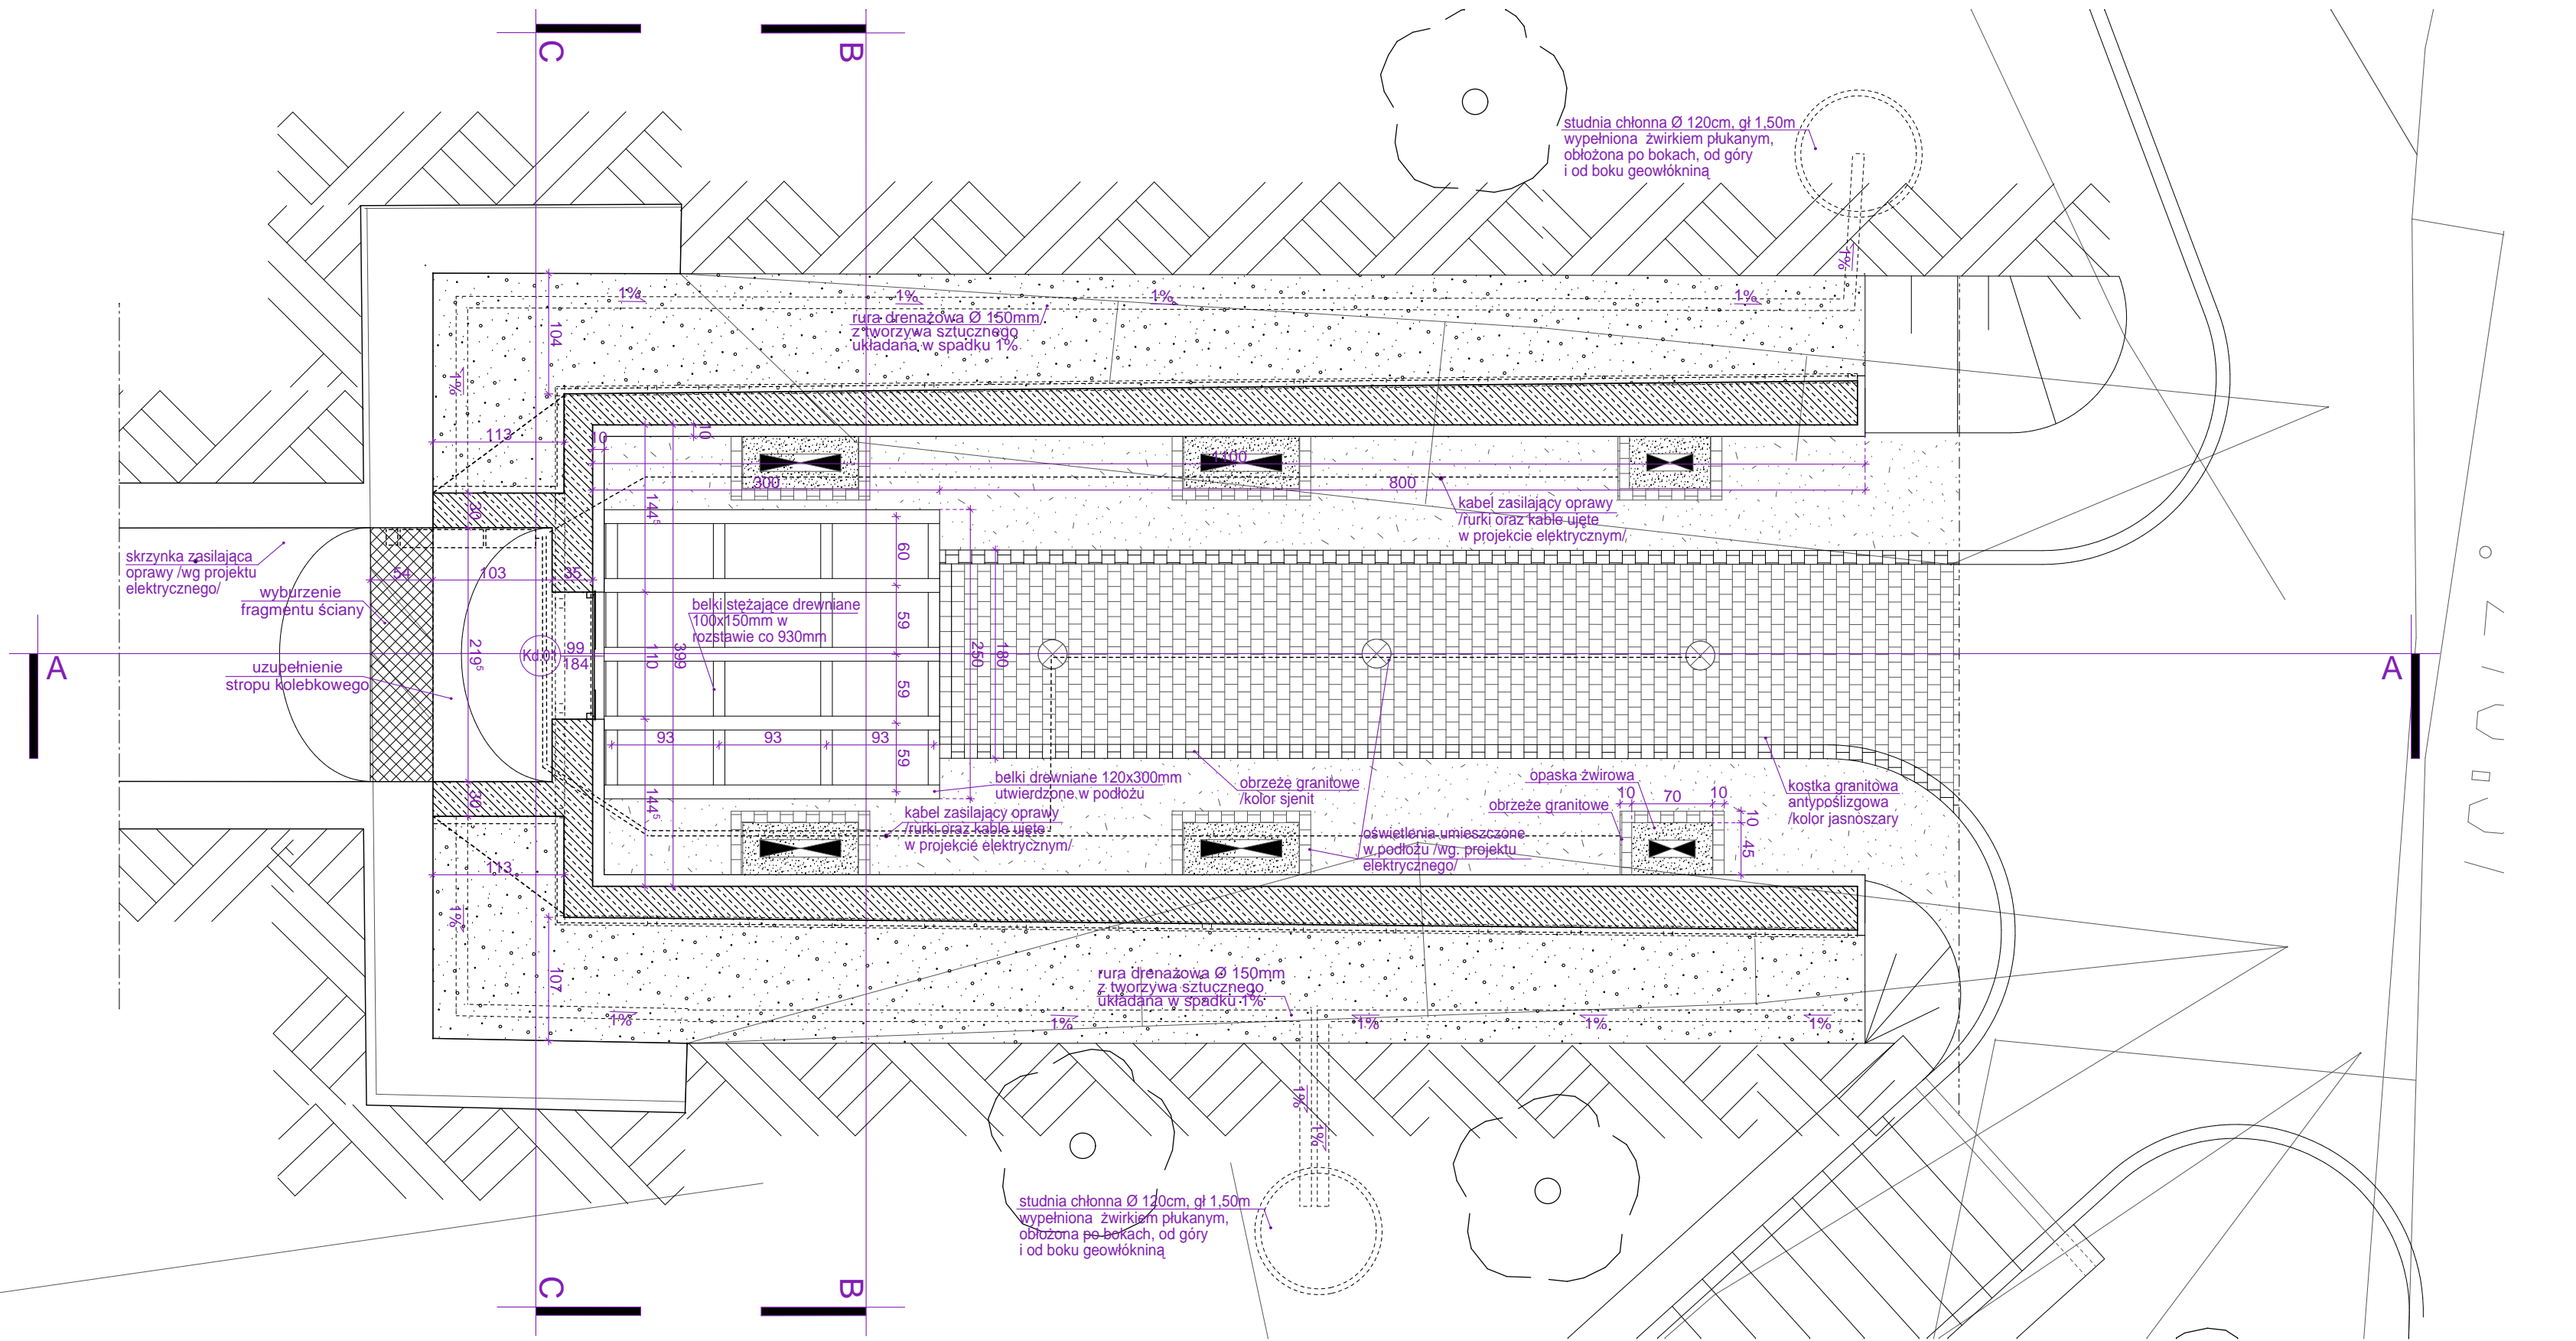 C
B
studnia chłonna Ø 120cm, gł 1,50m
wypełniona żwirkiem płukanym,
obłożona po bokach, od góry
i od boku geowłókniną
1%
1%
1%
1%
1%
rura drenażowa Ø 150mm
z tworzywa sztucznego
układana w spadku 1%
104
1%
113
10
10
1100
300
800
kabel zasilający oprawy
/rurki oraz kable ujęte
w projekcie elektrycznym/
30
144⁵
60
skrzynka zasilająca
oprawy /wg projektu
elektrycznego/
54
103
35
wyburzenie
fragmentu ściany
belki stężające drewniane
100x150mm w
rozstawie co 930mm
59
219⁵
Kd.01
99
184
110
399
250
180
A
A
uzupełnienie
stropu kolebkowego
59
93
93
93
59
belki drewniane 120x300mm
utwierdzone w podłożu
obrzeże granitowe
/kolor sjenit
opaska żwirowa
obrzeże granitowe
10
70
10
kostka granitowa
antypoślizgowa
/kolor jasnoszary
30
144⁵
kabel zasilający oprawy
/rurki oraz kable ujęte
w projekcie elektrycznym/
oświetlenia umieszczone
w podłożu /wg. projektu
elektrycznego/
10
45
113
1%
107
rura drenażowa Ø 150mm
z tworzywa sztucznego
układana w spadku 1%
1%
1%
1%
1%
1%
1%
1%
studnia chłonna Ø 120cm, gł 1,50m
wypełniona żwirkiem płukanym,
obłożona po bokach, od góry
i od boku geowłókniną
C
B